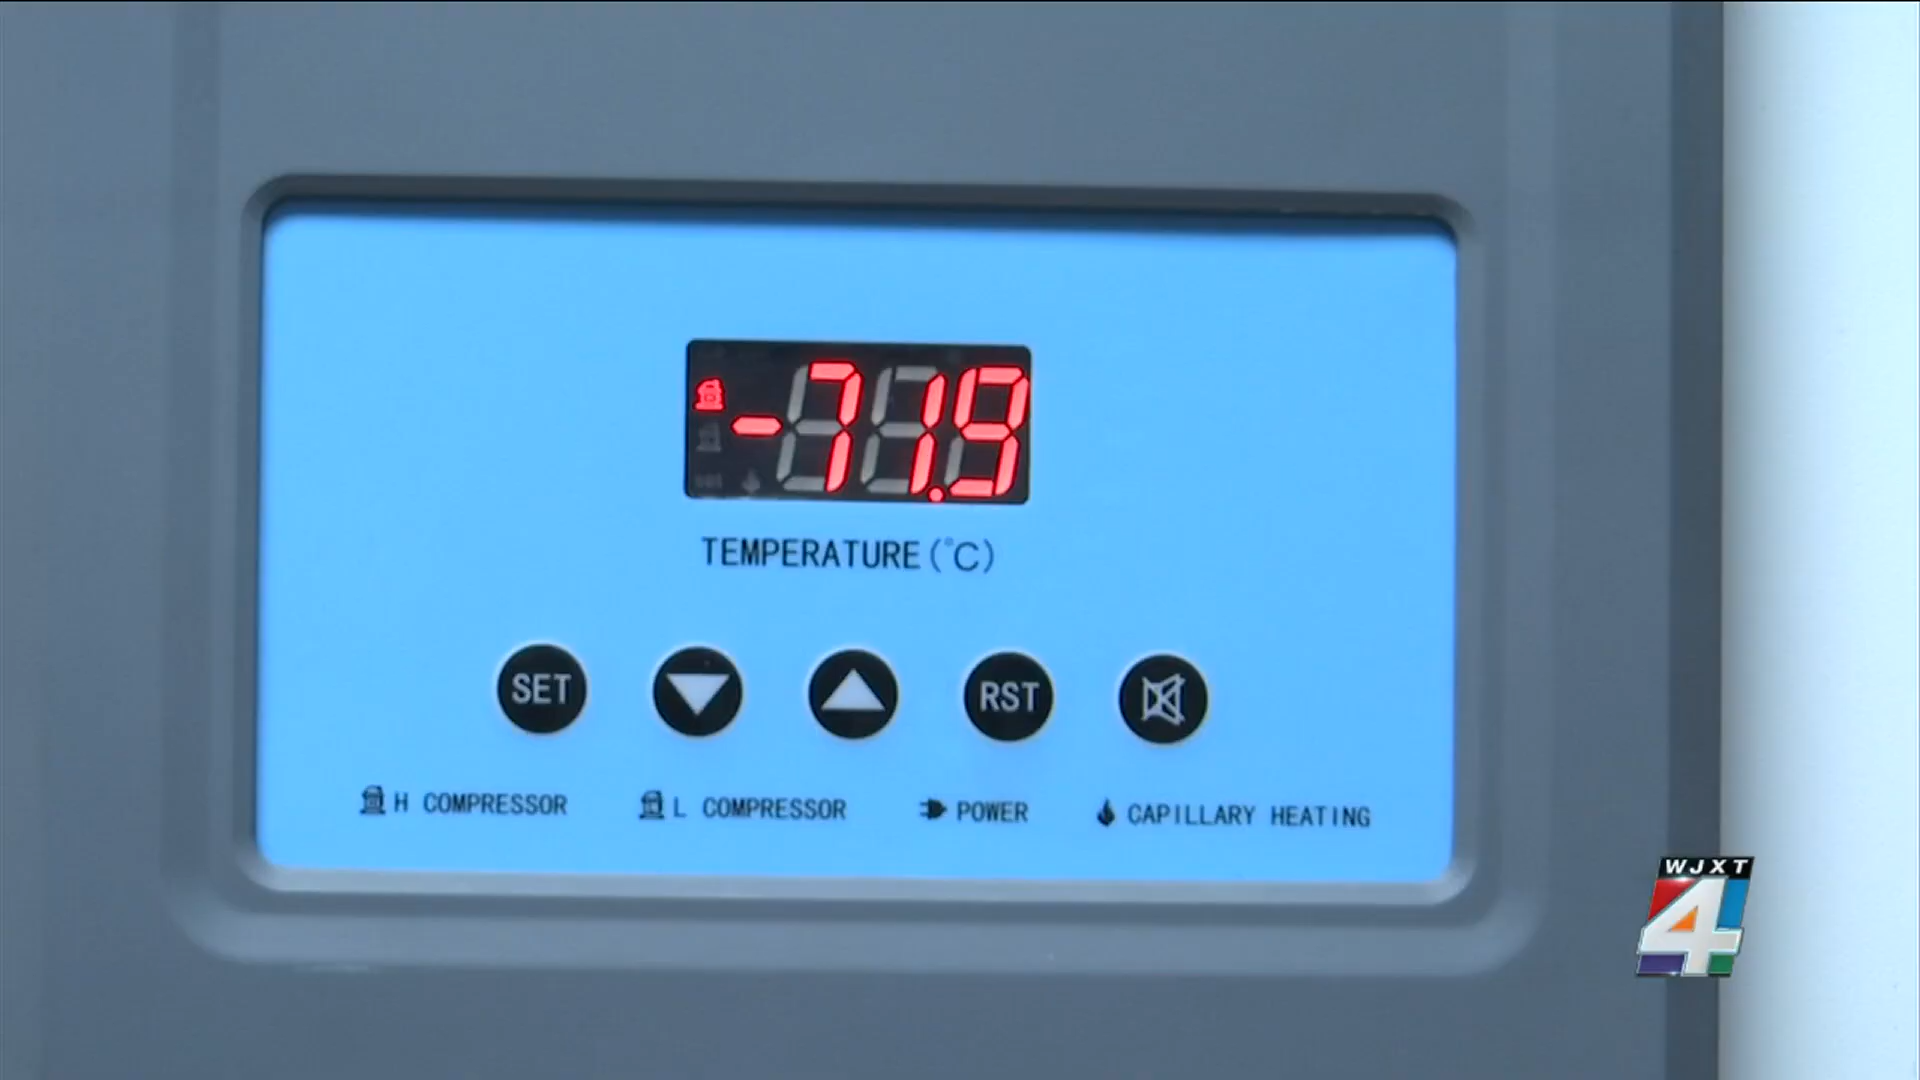 -71.9
TEMPERATURE(°C)
SET RST
H COMPRESSOR L COMPRESSOR POWER CAPILLARY HEATING
WJXT
4